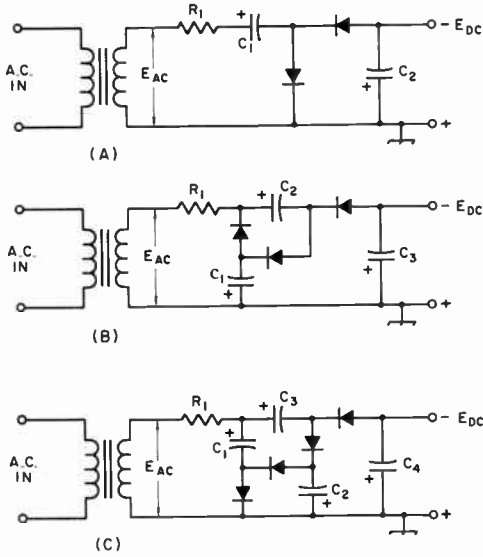 R1 + C1 - EDC
A.C. IN EAC + C2
+
(A)
R1 + C2 - EDC
A.C. IN EAC C1 + + C3
+
(B)
R1 + C3 - EDC
A.C. IN EAC + C1 + C2 + C4
+
(C)